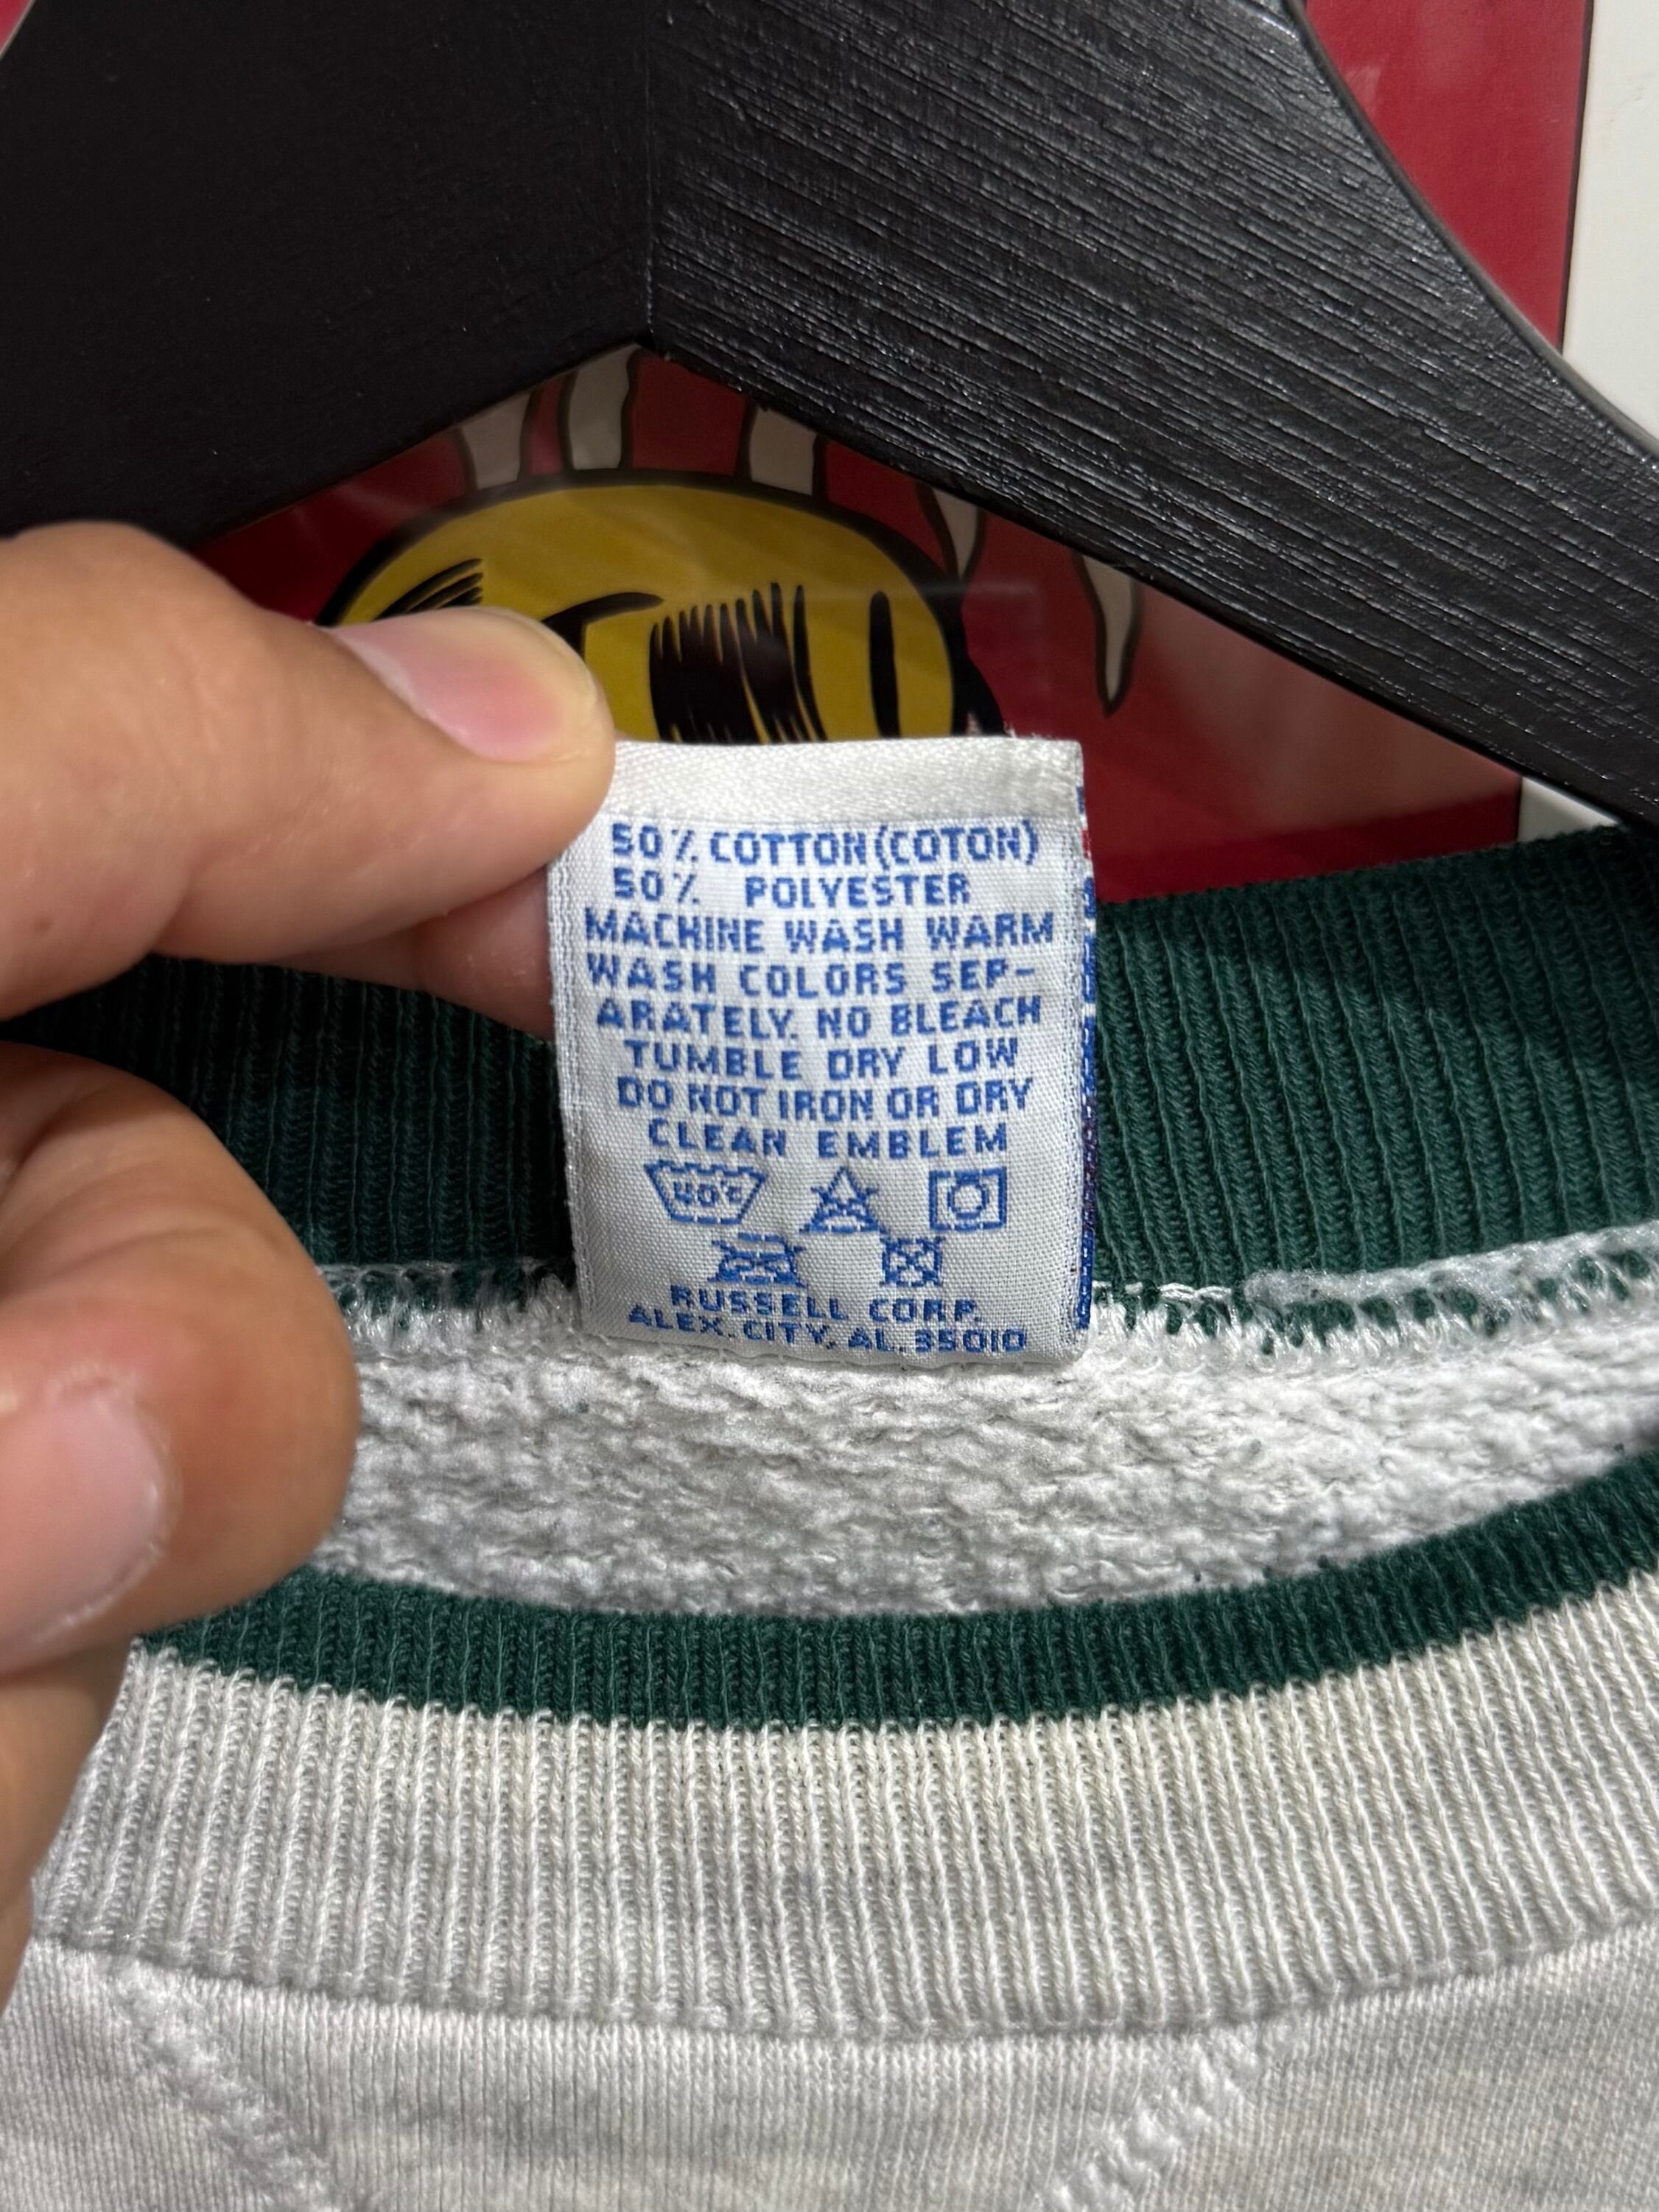 50% COTTON (COTON)
50% POLYESTER
MACHINE WASH WARM
WASH COLORS SEP-
ARATELY. NO BLEACH
TUMBLE DRY LOW
DO NOT IRON OR DRY
CLEAN EMBLEM
40°C
RUSSELL CORP.
ALEX. CITY, AL. 35010